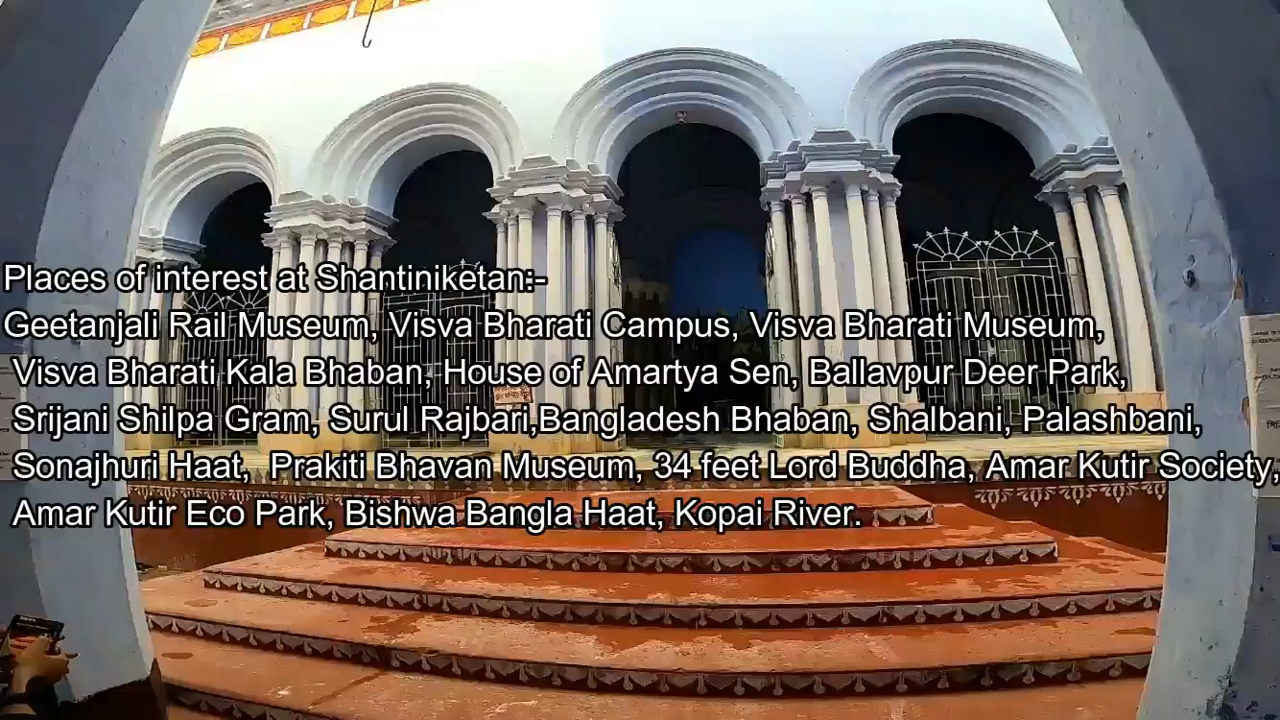 Places of interest at Shantiniketan:-
Geetanjali Rail Museum, Visva Bharati Campus, Visva Bharati Museum,
Visva Bharati Kala Bhaban, House of Amartya Sen, Ballavpur Deer Park,
Srijani Shilpa Gram, Surul Rajbari,Bangladesh Bhaban, Shalbani, Palashbani,
Sonajhuri Haat, Prakiti Bhavan Museum, 34 feet Lord Buddha, Amar Kutir Society,
Amar Kutir Eco Park, Bishwa Bangla Haat, Kopai River.